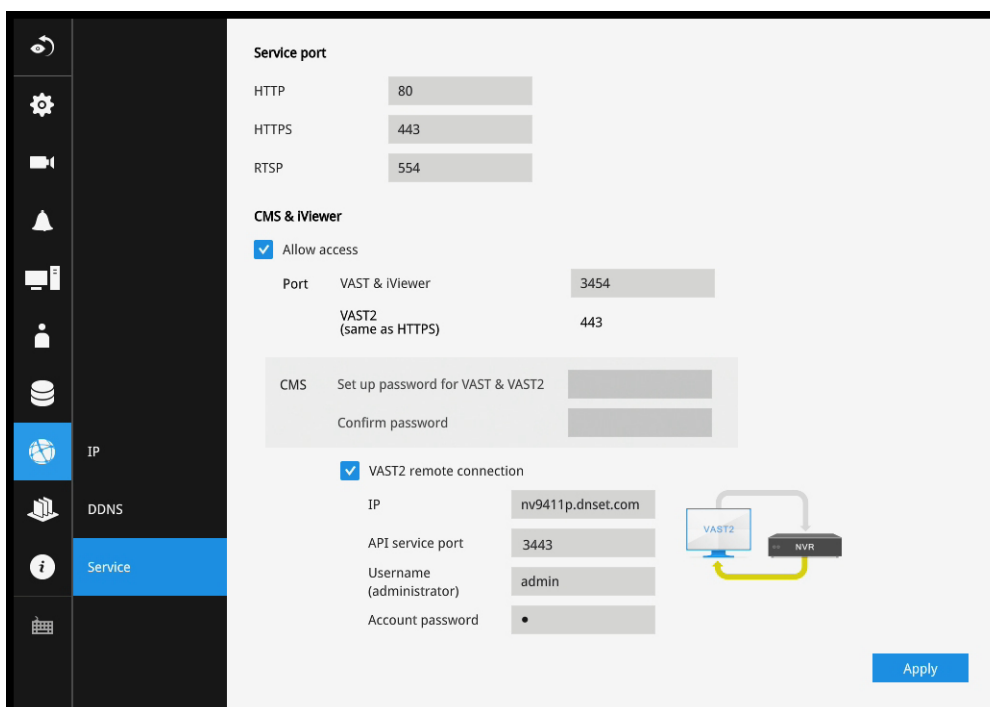 Service port
HTTP 80
HTTPS 443
RTSP 554
CMS & iViewer
Allow access
Port VAST & iViewer 3454
VAST2
(same as HTTPS) 443
CMS Set up password for VAST & VAST2
Confirm password
IP
VAST2 remote connection
DDNS
IP nv9411p.dnset.com
API service port 3443
VAST2
NVR
Service
Username
(administrator) admin
Account password
Apply